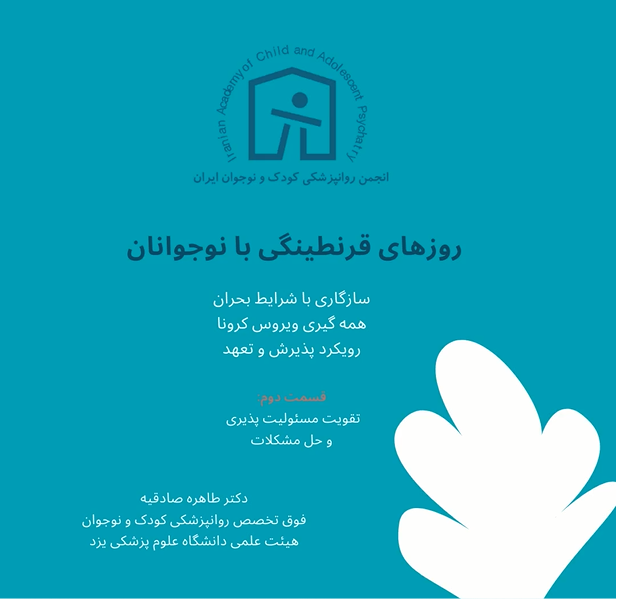 Iranian Academy of Child and Adolescent Psychatry
انجمن روانپزشکی کودک و نوجوان ایران
روزهای قرنطینگی با نوجوانان
سازگاری با شرایط بحران
همه گیری ویروس کرونا
رویکرد پذیرش و تعهد
قسمت دوم:
تقویت مسئولیت پذیری
و حل مشکلات
دکتر طاهره صادقیه
فوق تخصص روانپزشکی کودک و نوجوان
هیئت علمی دانشگاه علوم پزشکی یزد